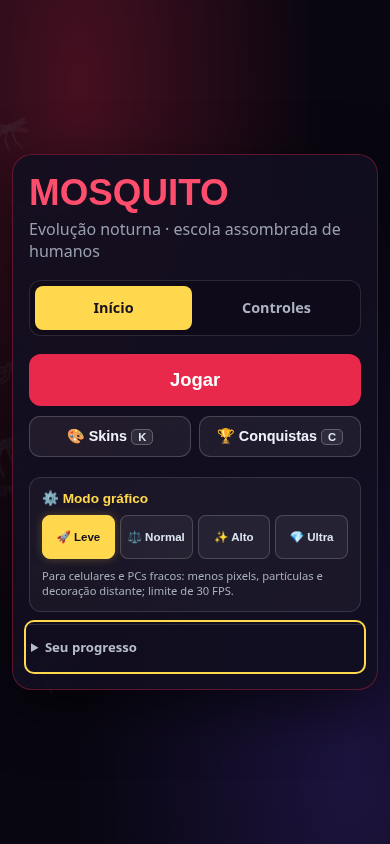 MOSQUITO
Evolução noturna · escola assombrada de
humanos
Início
Controles
Jogar
🎨 Skins K
🏆 Conquistas C
⚙️ Modo gráfico
🚀 Leve
⚖️ Normal
✨ Alto
💎 Ultra
Para celulares e PCs fracos: menos pixels, partículas e
decoração distante; limite de 30 FPS.
▶ Seu progresso